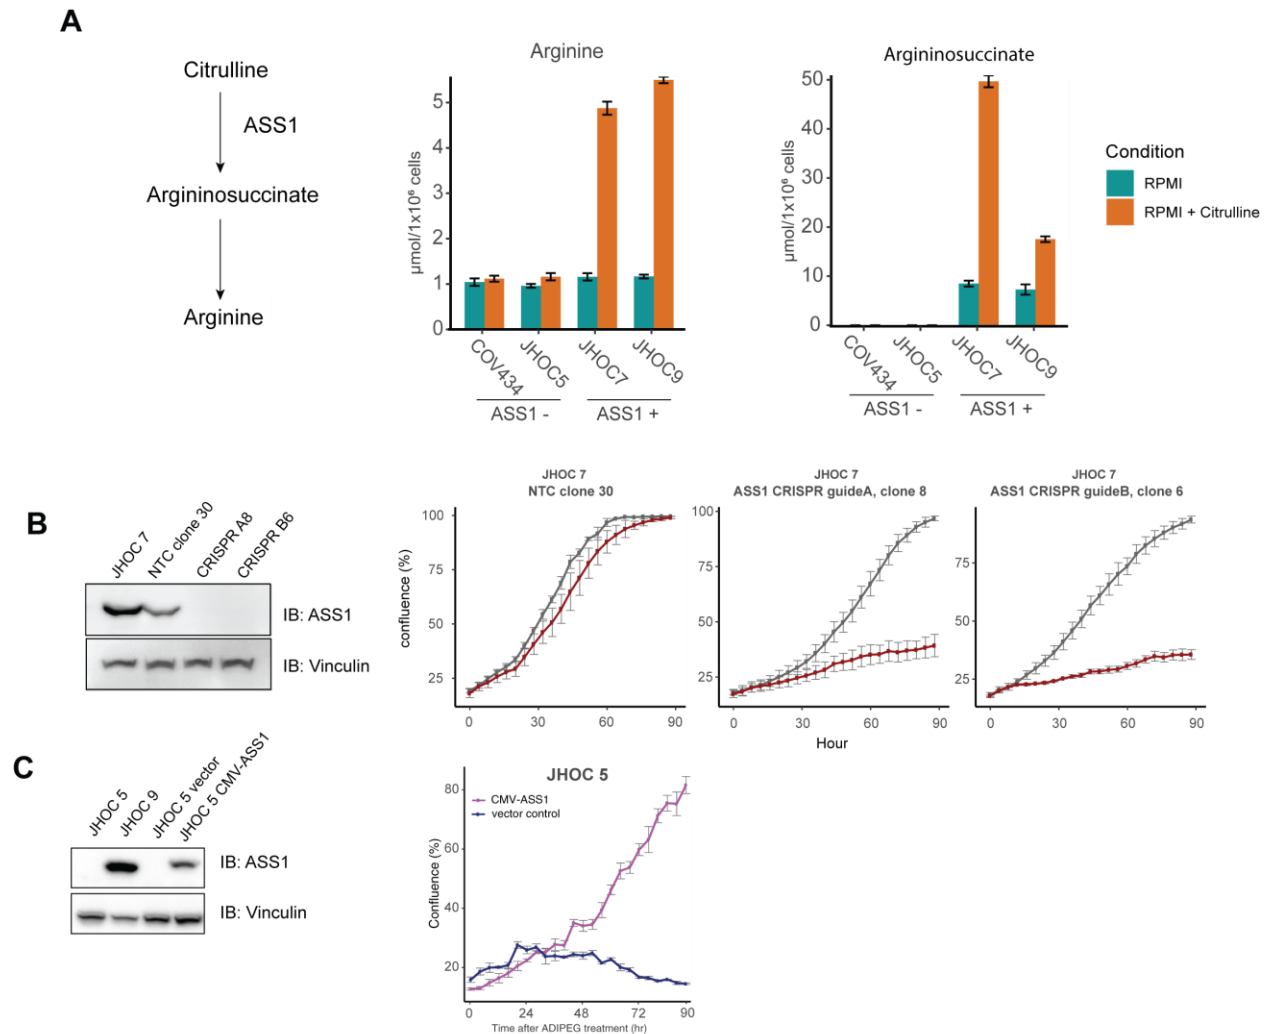 A
Citrulline
ASS1
Argininosuccinate
Arginine
Arginine
µmol/1x10⁶ cells
5
4
3
2
1
0
COV434
JHOC5
JHOC7
JHOC9
ASS1 -
ASS1 +
Argininosuccinate
µmol/1x10⁶ cells
50
40
30
20
10
0
COV434
JHOC5
JHOC7
JHOC9
ASS1 -
ASS1 +
Condition
RPMI
RPMI + Citrulline
B
JHOC 7
NTC clone 30
CRISPR A8
CRISPR B6
IB: ASS1
IB: Vinculin
JHOC 7
NTC clone 30
confluence (%)
100
75
50
25
0 30 60 90
JHOC 7
ASS1 CRISPR guideA, clone 8
100
75
50
25
0 30 60 90
Hour
JHOC 7
ASS1 CRISPR guideB, clone 6
75
50
25
0 30 60 90
C
JHOC 5
JHOC 9
JHOC 5 vector
JHOC 5 CMV-ASS1
IB: ASS1
IB: Vinculin
JHOC 5
CMV-ASS1
vector control
Confluence (%)
80
60
40
20
0 24 48 72 90
Time after ADIPEG treatment (hr)